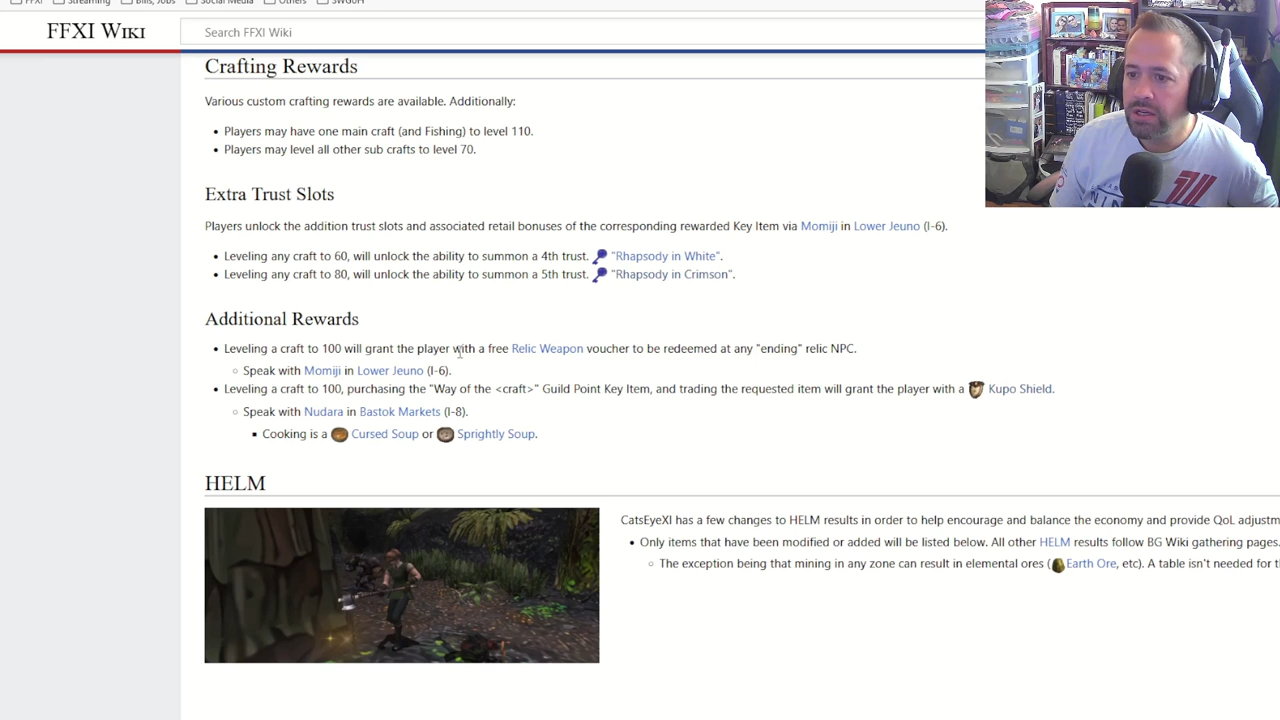 FFXI Streaming Bills, Jobs Social Media Others SWGOH
FFXI Wiki
Search FFXI Wiki
Crafting Rewards
Various custom crafting rewards are available. Additionally:
• Players may have one main craft (and Fishing) to level 110.
• Players may level all other sub crafts to level 70.
Extra Trust Slots
Players unlock the addition trust slots and associated retail bonuses of the corresponding rewarded Key Item via Momiji in Lower Jeuno (I-6).
• Leveling any craft to 60, will unlock the ability to summon a 4th trust. "Rhapsody in White".
• Leveling any craft to 80, will unlock the ability to summon a 5th trust. "Rhapsody in Crimson".
Additional Rewards
• Leveling a craft to 100 will grant the player with a free Relic Weapon voucher to be redeemed at any "ending" relic NPC.
Speak with Momiji in Lower Jeuno (I-6).
• Leveling a craft to 100, purchasing the "Way of the <craft>" Guild Point Key Item, and trading the requested item will grant the player with a Kupo Shield.
Speak with Nudara in Bastok Markets (I-8).
Cooking is a Cursed Soup or Sprightly Soup.
HELM
CatsEyeXI has a few changes to HELM results in order to help encourage and balance the economy and provide QoL adjustm
• Only items that have been modified or added will be listed below. All other HELM results follow BG Wiki gathering pages.
The exception being that mining in any zone can result in elemental ores (Earth Ore, etc). A table isn't needed for